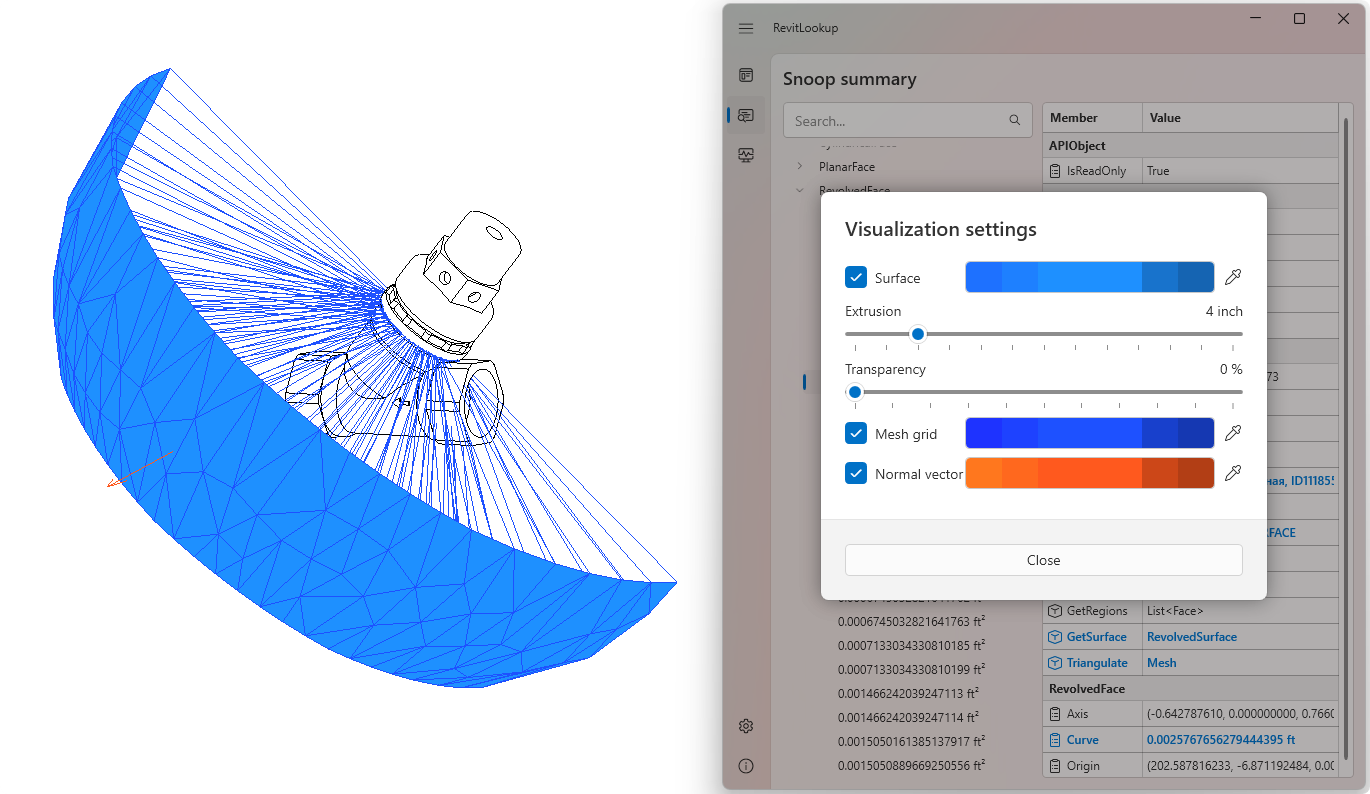 RevitLookup
Snoop summary
Search...
PlanarFace
RevolvedFace
Member Value
APIObject
IsReadOnly True
Visualization settings
Surface
Extrusion 4 inch
Transparency 0 %
Mesh grid
Normal vector
Close
73
ная, ID111855
FACE
0.0006745032821641763 ft²
0.0007133034330810185 ft²
0.0007133034330810199 ft²
0.001466242039247113 ft²
0.001466242039247114 ft²
0.0015050161385137917 ft²
0.0015050889669250556 ft²
GetRegions List<Face>
GetSurface RevolvedSurface
Triangulate Mesh
RevolvedFace
Axis (-0.642787610, 0.000000000, 0.7660
Curve 0.0025767656279444395 ft
Origin (202.587816233, -6.871192484, 0.00